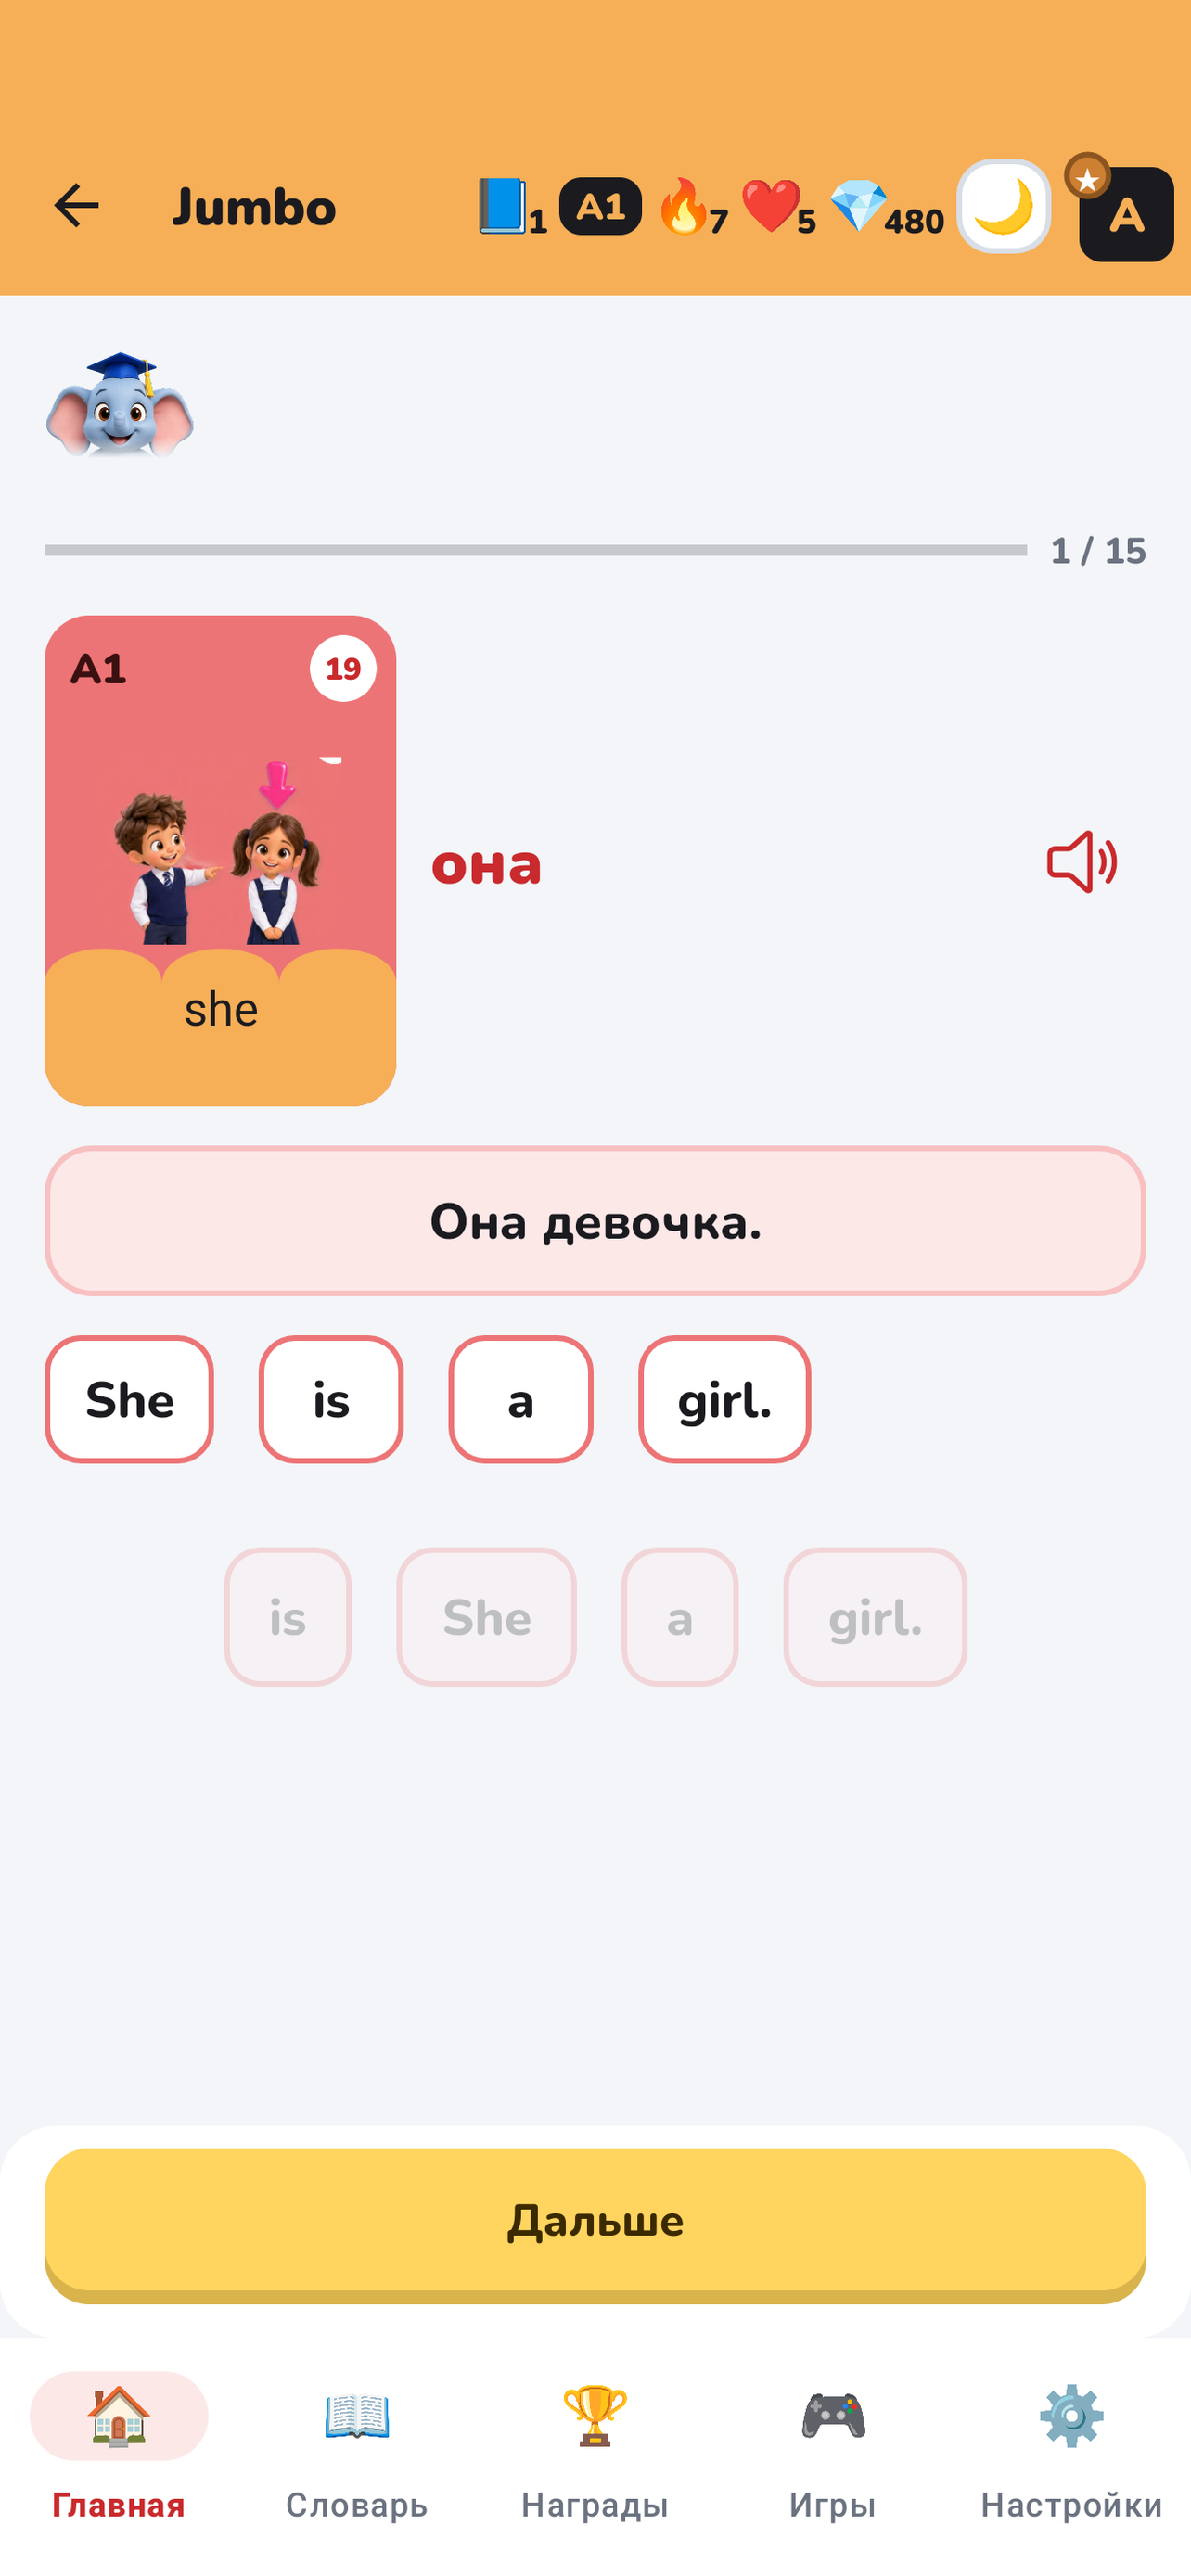 Jumbo 1 A1 7 5 480 A
1 / 15
A1 19
она
she
Она девочка.
She is a girl.
is She a girl.
Дальше
Главная Словарь Награды Игры Настройки